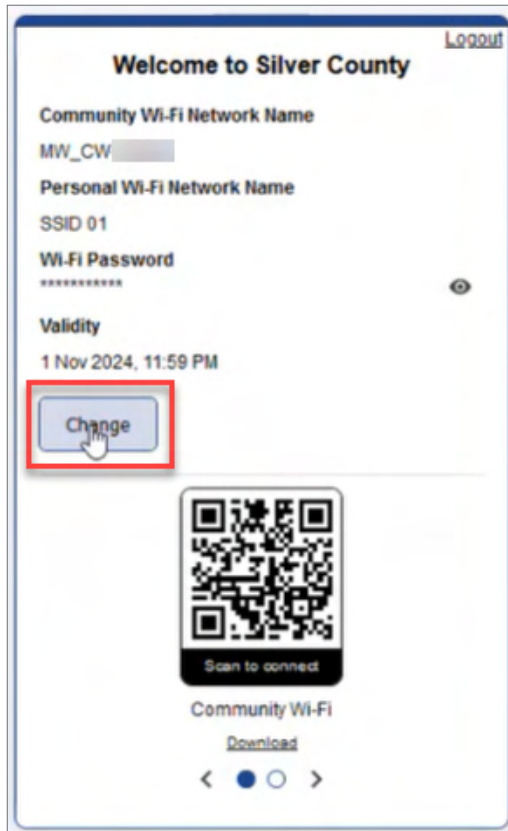 Logout
Welcome to Silver County
Community Wi-Fi Network Name
MW_CW
Personal Wi-Fi Network Name
SSID 01
Wi-Fi Password
***********
Validity
1 Nov 2024, 11:59 PM
Change
Scan to connect
Community Wi-Fi
Download